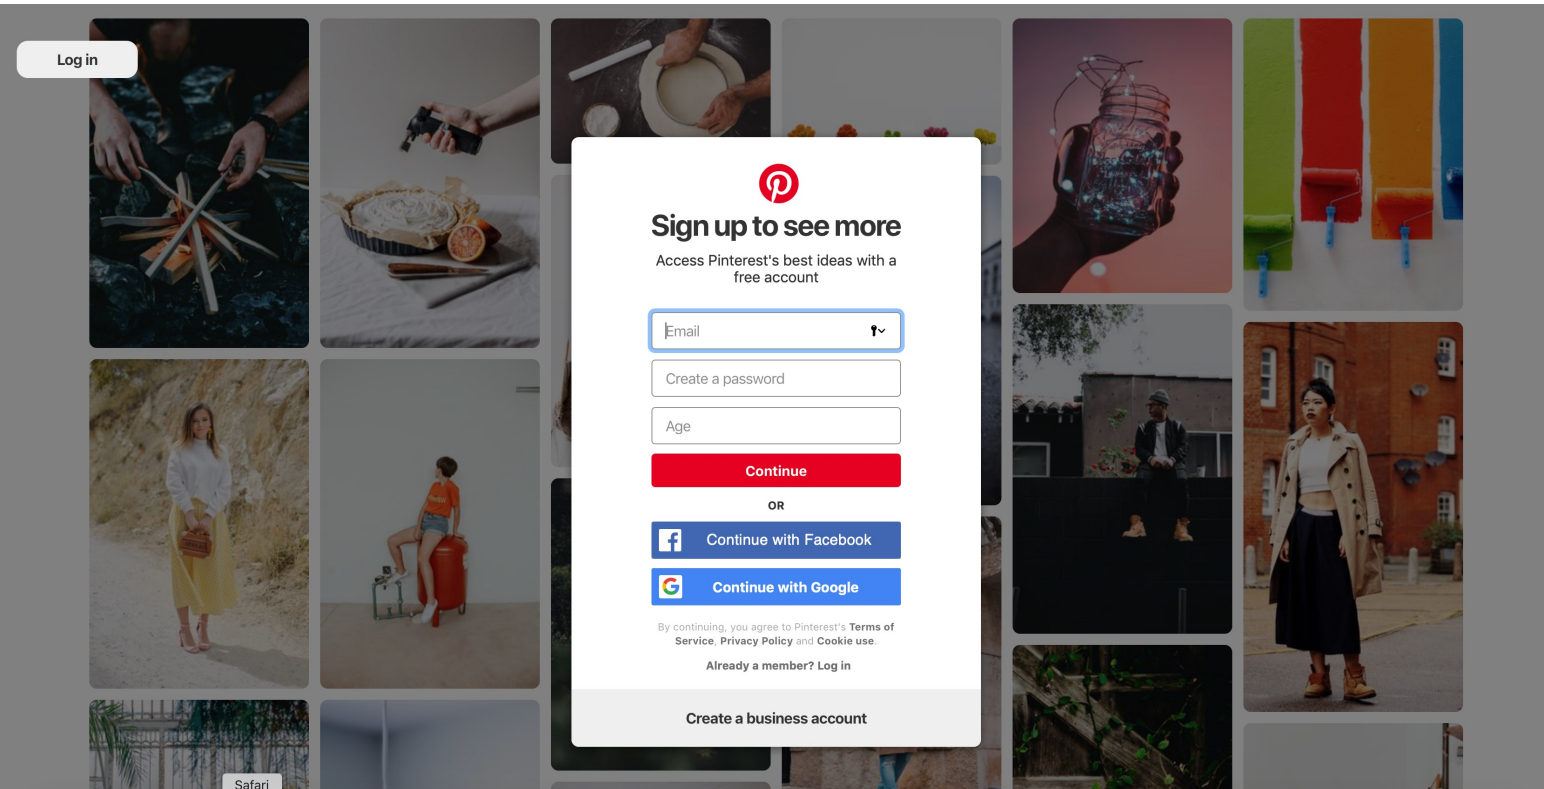 Log in
Sign up to see more
Access Pinterest's best ideas with a
free account
Email
Create a password
Age
Continue
OR
Continue with Facebook
Continue with Google
By continuing, you agree to Pinterest's Terms of
Service, Privacy Policy and Cookie use.
Already a member? Log in
Create a business account
Safari